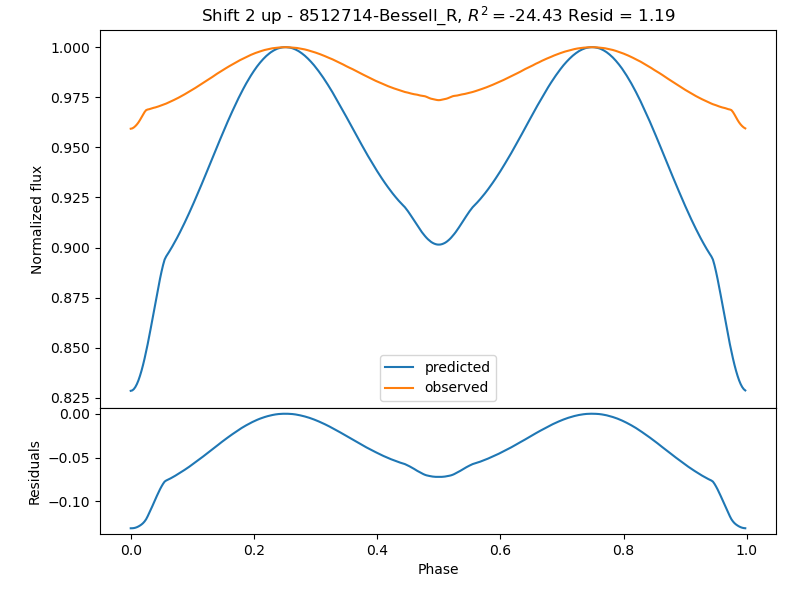 Shift 2 up - 8512714-Bessell_R, R² = -24.43 Resid = 1.19
Normalized flux
1.000
0.975
0.950
0.925
0.900
0.875
0.850
0.825
predicted
observed
Residuals
0.00
−0.05
−0.10
0.0 0.2 0.4 0.6 0.8 1.0
Phase